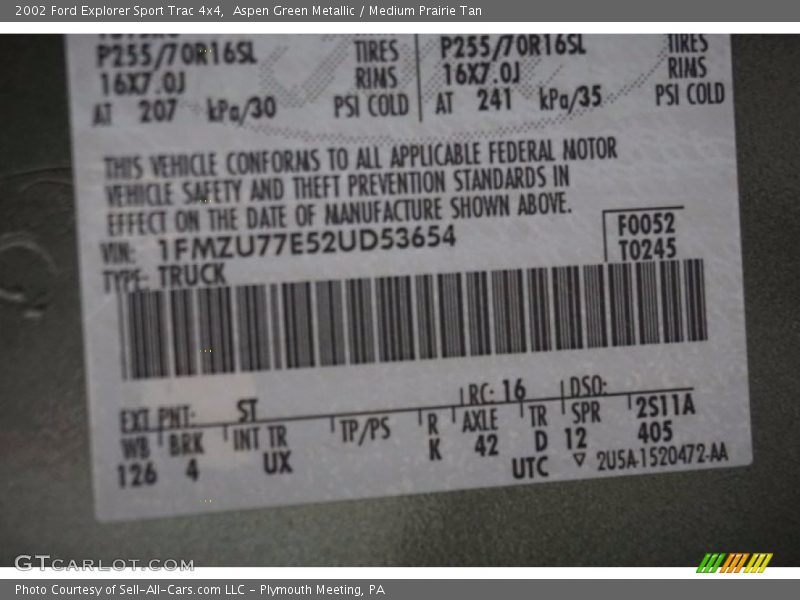 2002 Ford Explorer Sport Trac 4x4, Aspen Green Metallic / Medium Prairie Tan
P255/70R16SL TIRES P255/70R16SL TIRES
16X7.0J RIMS 16X7.0J RIMS
AT 207 kPa/30 PSI COLD AT 241 kPa/35 PSI COLD
THIS VEHICLE CONFORMS TO ALL APPLICABLE FEDERAL MOTOR
VEHICLE SAFETY AND THEFT PREVENTION STANDARDS IN
EFFECT ON THE DATE OF MANUFACTURE SHOWN ABOVE.
VIN: 1FMZU77E52UD53654
F0052
T0245
TYPE: TRUCK
EXT PNT: ST RC: 16 DSO:
WB BRK INT TR TP/PS R AXLE TR SPR 2S11A
126 4 UX K 42 D 12 405
UTC ▽ 2U5A-1520472-AA
GTCARLOT.COM
Photo Courtesy of Sell-All-Cars.com LLC - Plymouth Meeting, PA